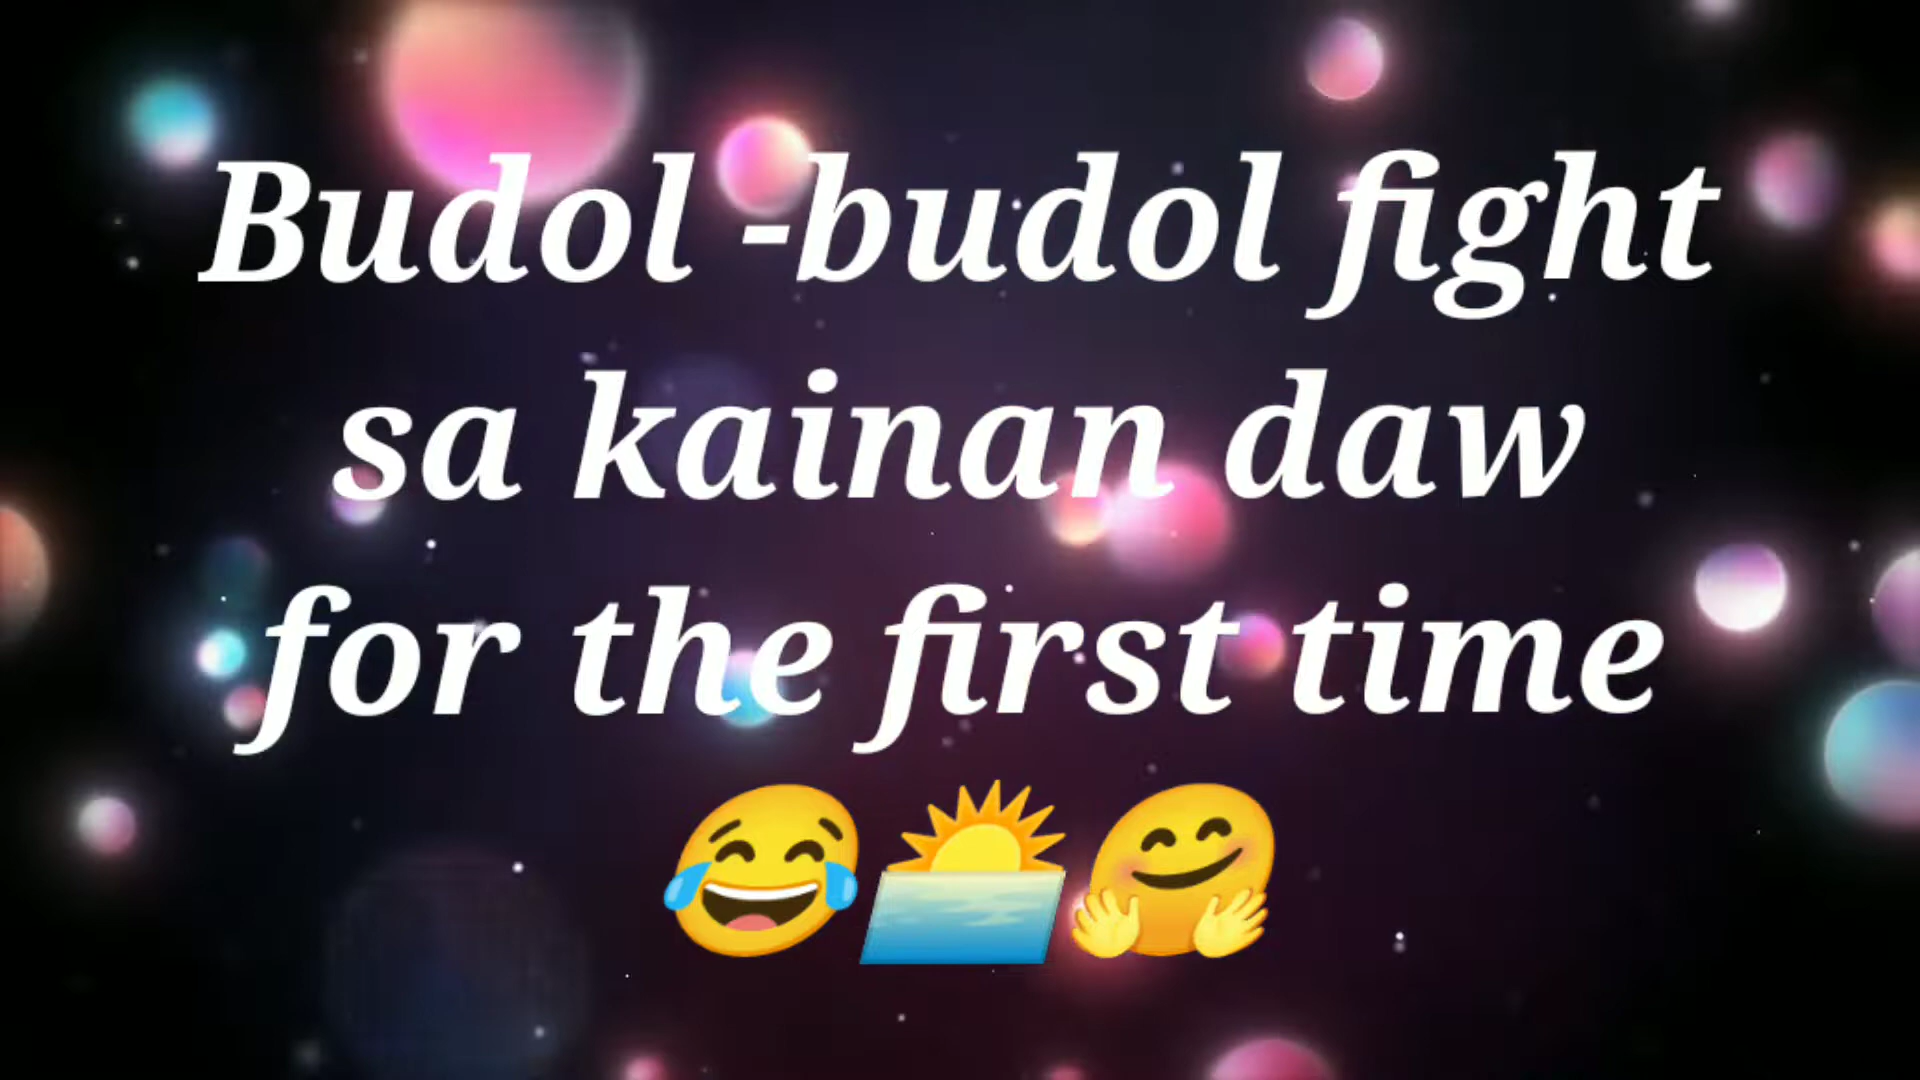 Budol -budol fight
sa kainan daw
for the first time
😂🌅🤗